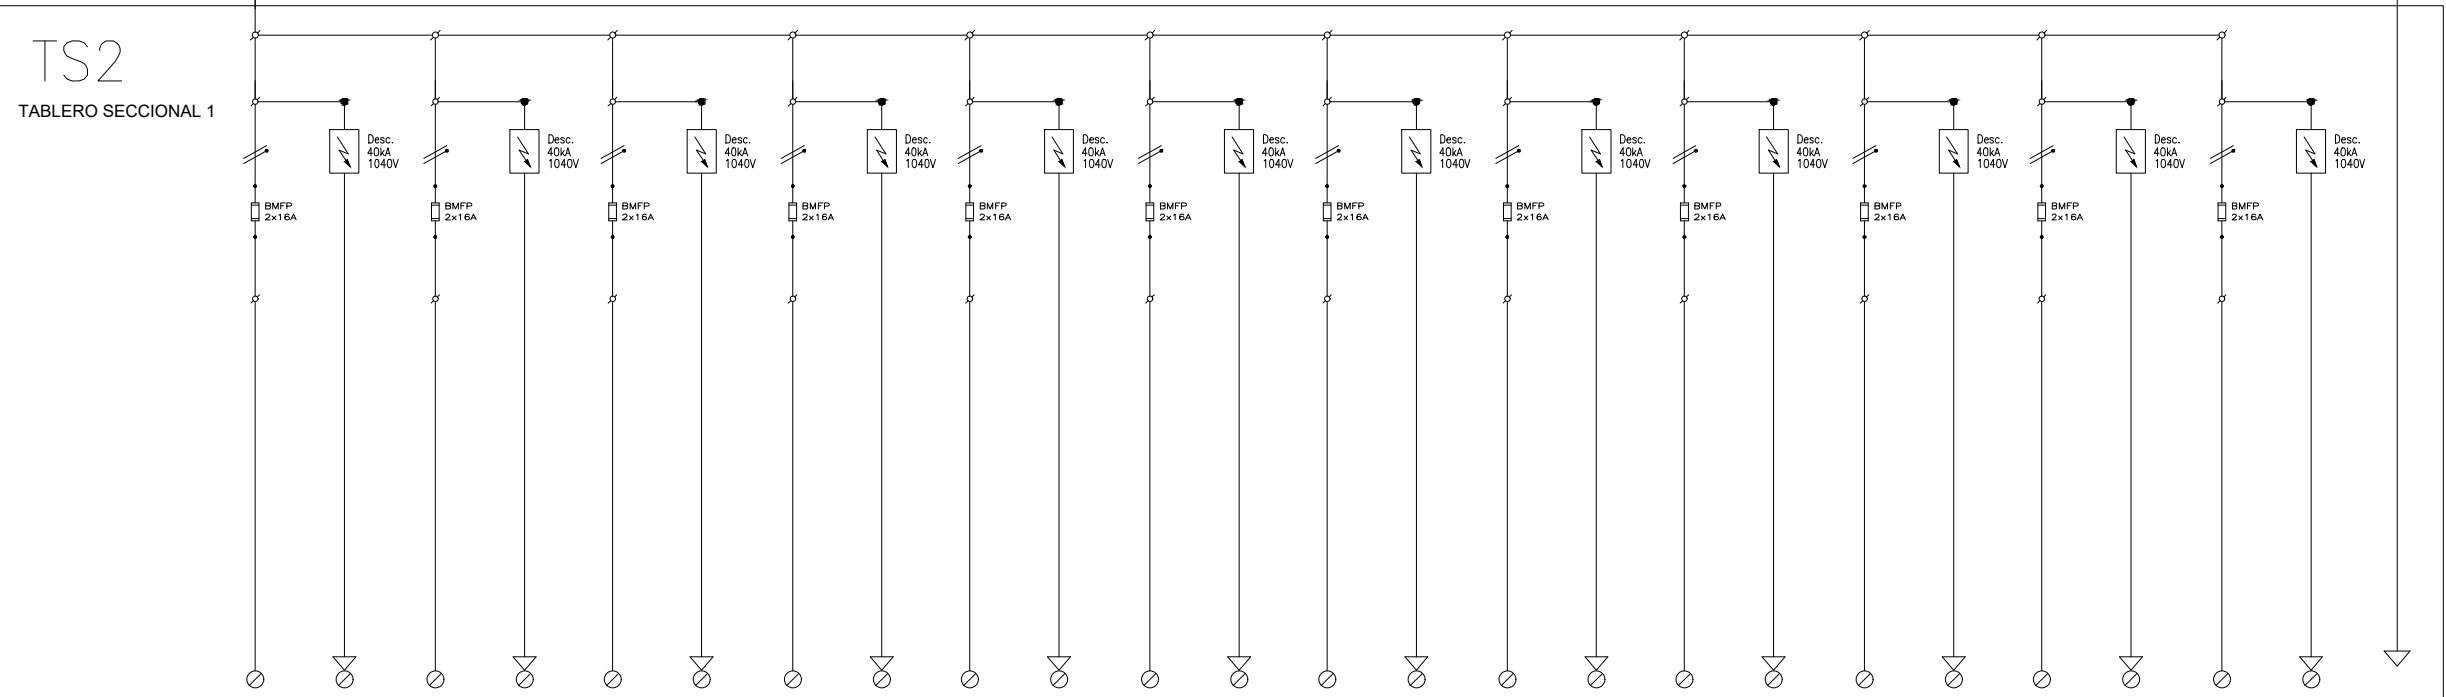 TS2
TABLERO SECCIONAL 1
Desc.
40kA
1040V
BMFP
2x16A
Desc.
40kA
1040V
BMFP
2x16A
Desc.
40kA
1040V
BMFP
2x16A
Desc.
40kA
1040V
BMFP
2x16A
Desc.
40kA
1040V
BMFP
2x16A
Desc.
40kA
1040V
BMFP
2x16A
Desc.
40kA
1040V
BMFP
2x16A
Desc.
40kA
1040V
BMFP
2x16A
Desc.
40kA
1040V
BMFP
2x16A
Desc.
40kA
1040V
BMFP
2x16A
Desc.
40kA
1040V
BMFP
2x16A
Desc.
40kA
1040V
BMFP
2x16A